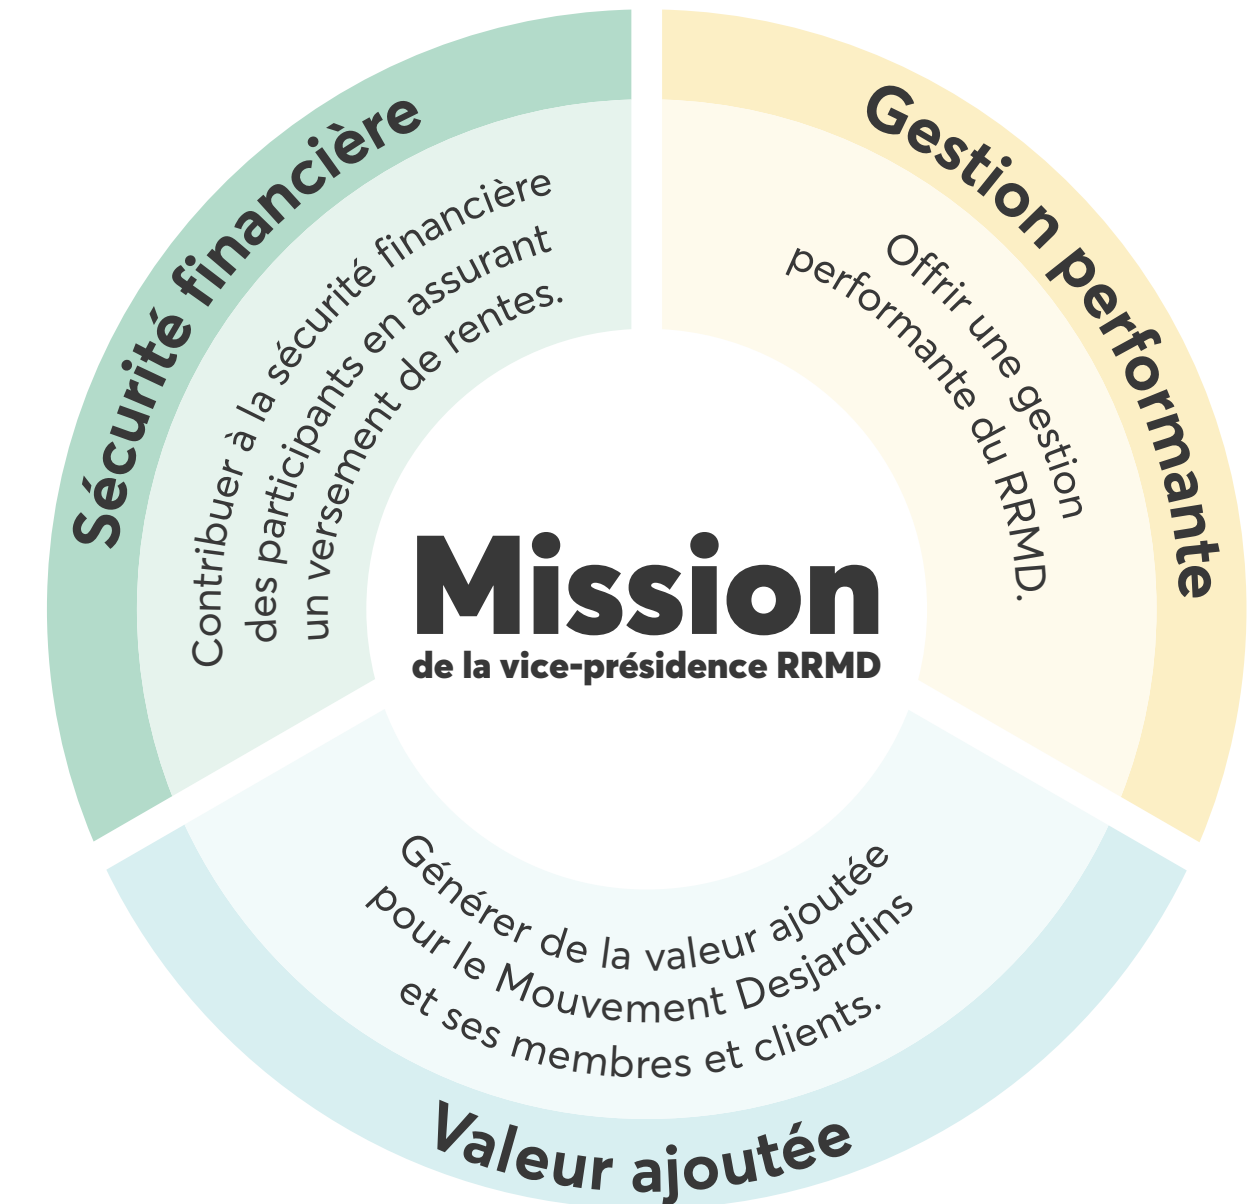 Mission
de la vice-présidence RRMD
Sécurité financière
Contribuer à la sécurité financière
des participants en assurant
un versement de rentes.
Gestion performante
Offrir une gestion
performante du RRMD.
Valeur ajoutée
Générer de la valeur ajoutée
pour le Mouvement Desjardins
et ses membres et clients.